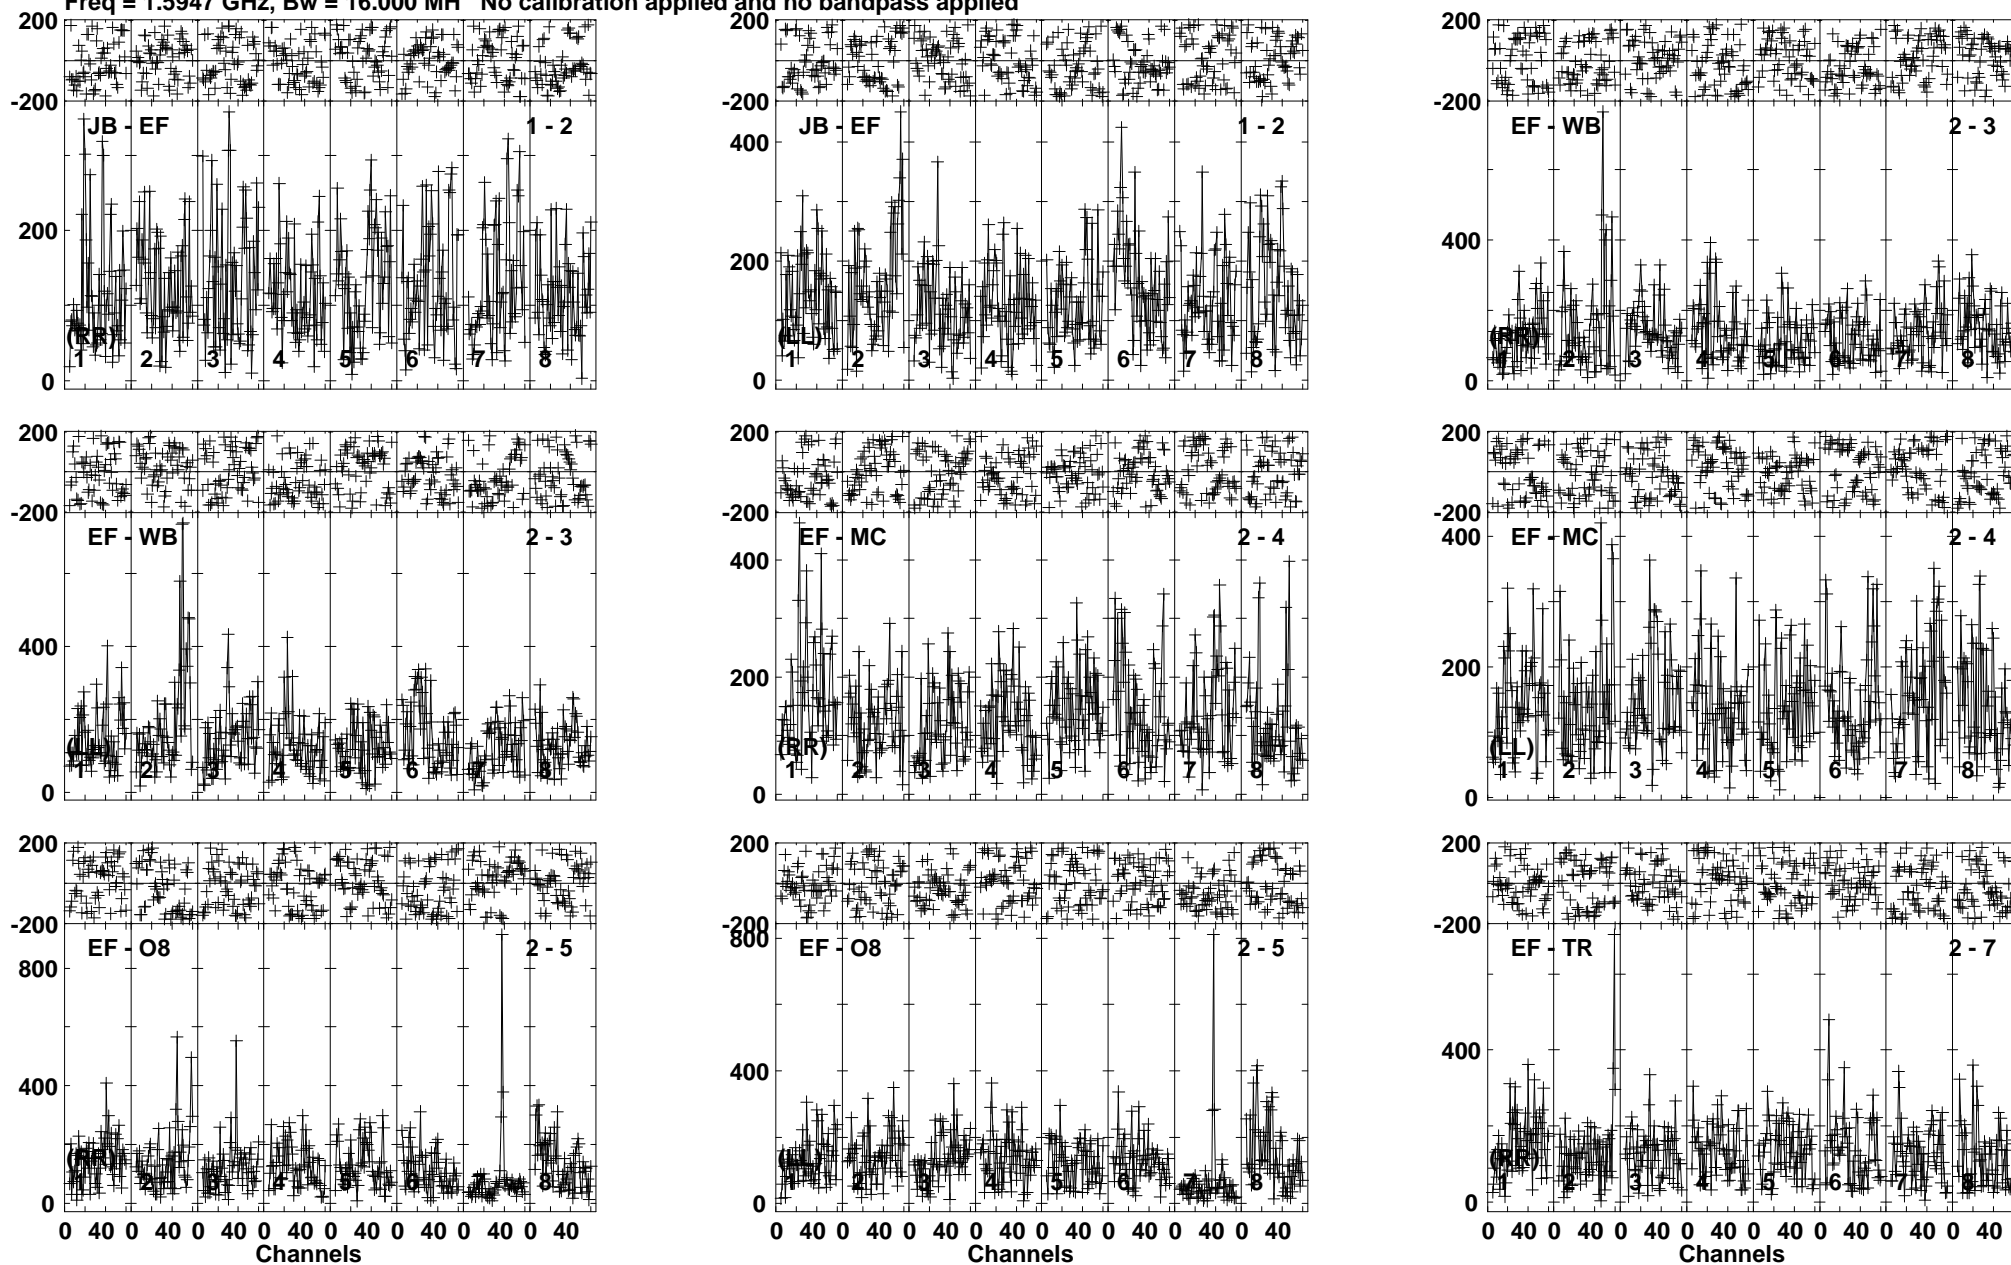 Freq = 1.5947 GHz, Bw = 16.000 MH No calibration applied and no bandpass applied
200
-200
JB - EF 1 - 2
200
(RR)
1 2 3 4 5 6 7 8
0
200
-200
JB - EF 1 - 2
400
200
(LL)
1 2 3 4 5 6 7 8
0
200
-200
EF - WB 2 - 3
400
(RR)
1 2 3 4 5 6 7 8
0
200
-200
EF - WB 2 - 3
400
(LL)
1 2 3 4 5 6 7 8
0
200
-200
EF - MC 2 - 4
400
200
(RR)
1 2 3 4 5 6 7 8
0
200
-200
EF - MC 2 - 4
400
200
(LL)
1 2 3 4 5 6 7 8
0
200
-200
EF - O8 2 - 5
800
400
(RR)
1 2 3 4 5 6 7 8
0
0 40 0 40 0 40 0 40 0 40 0 40 0 40 0 40
Channels
200
-200
800
EF - O8 2 - 5
400
(LL)
1 2 3 4 5 6 7 8
0
0 40 0 40 0 40 0 40 0 40 0 40 0 40 0 40
Channels
200
-200
EF - TR 2 - 7
400
(RR)
1 2 3 4 5 6 7 8
0
0 40 0 40 0 40 0 40 0 40 0 40 0 40 0 40
Channels